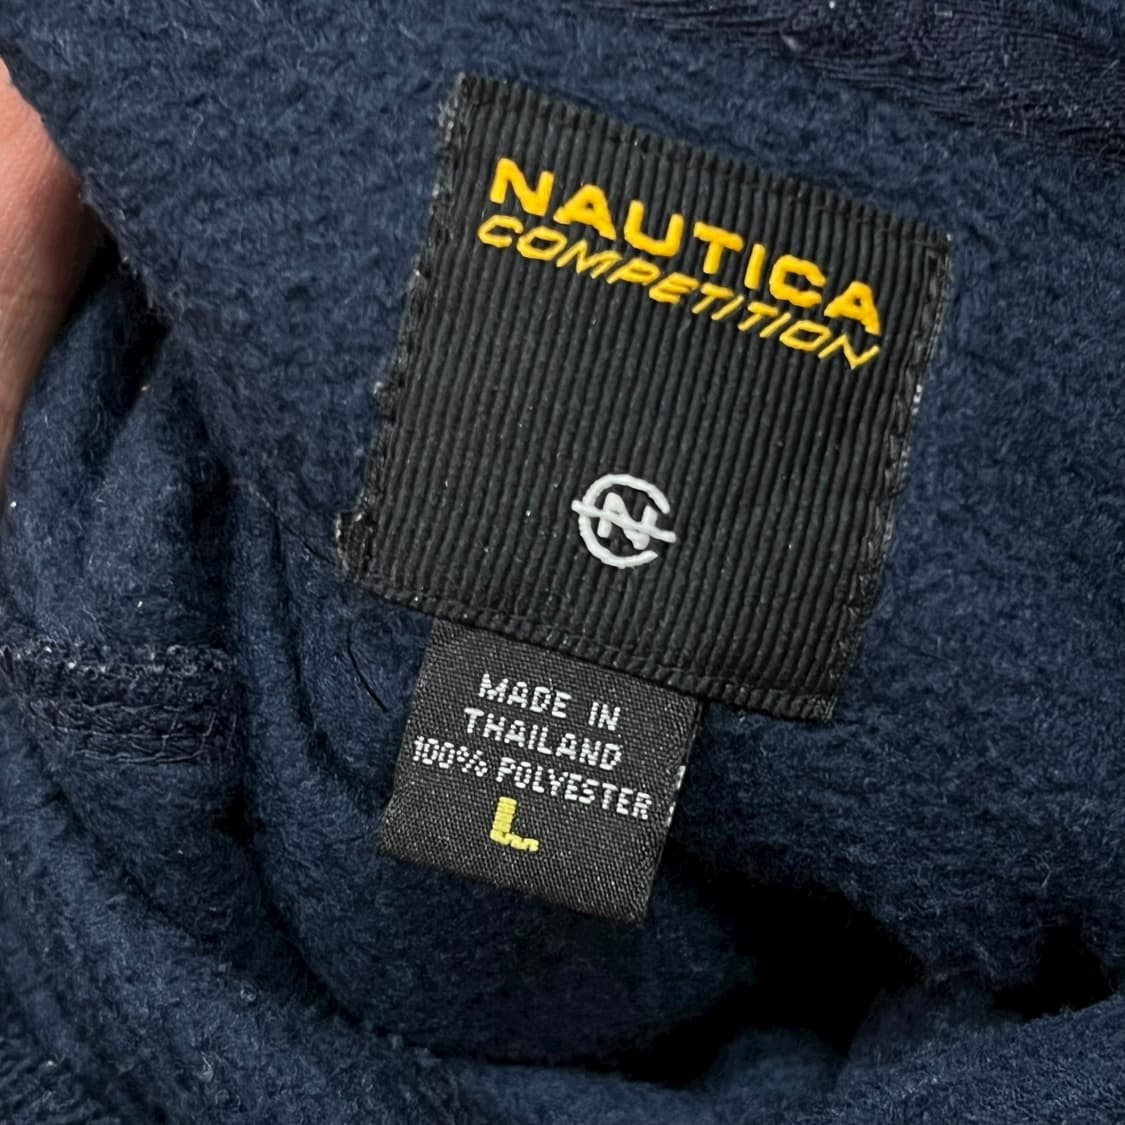 NAUTICA
COMPETITION
N
MADE IN
THAILAND
100% POLYESTER
L